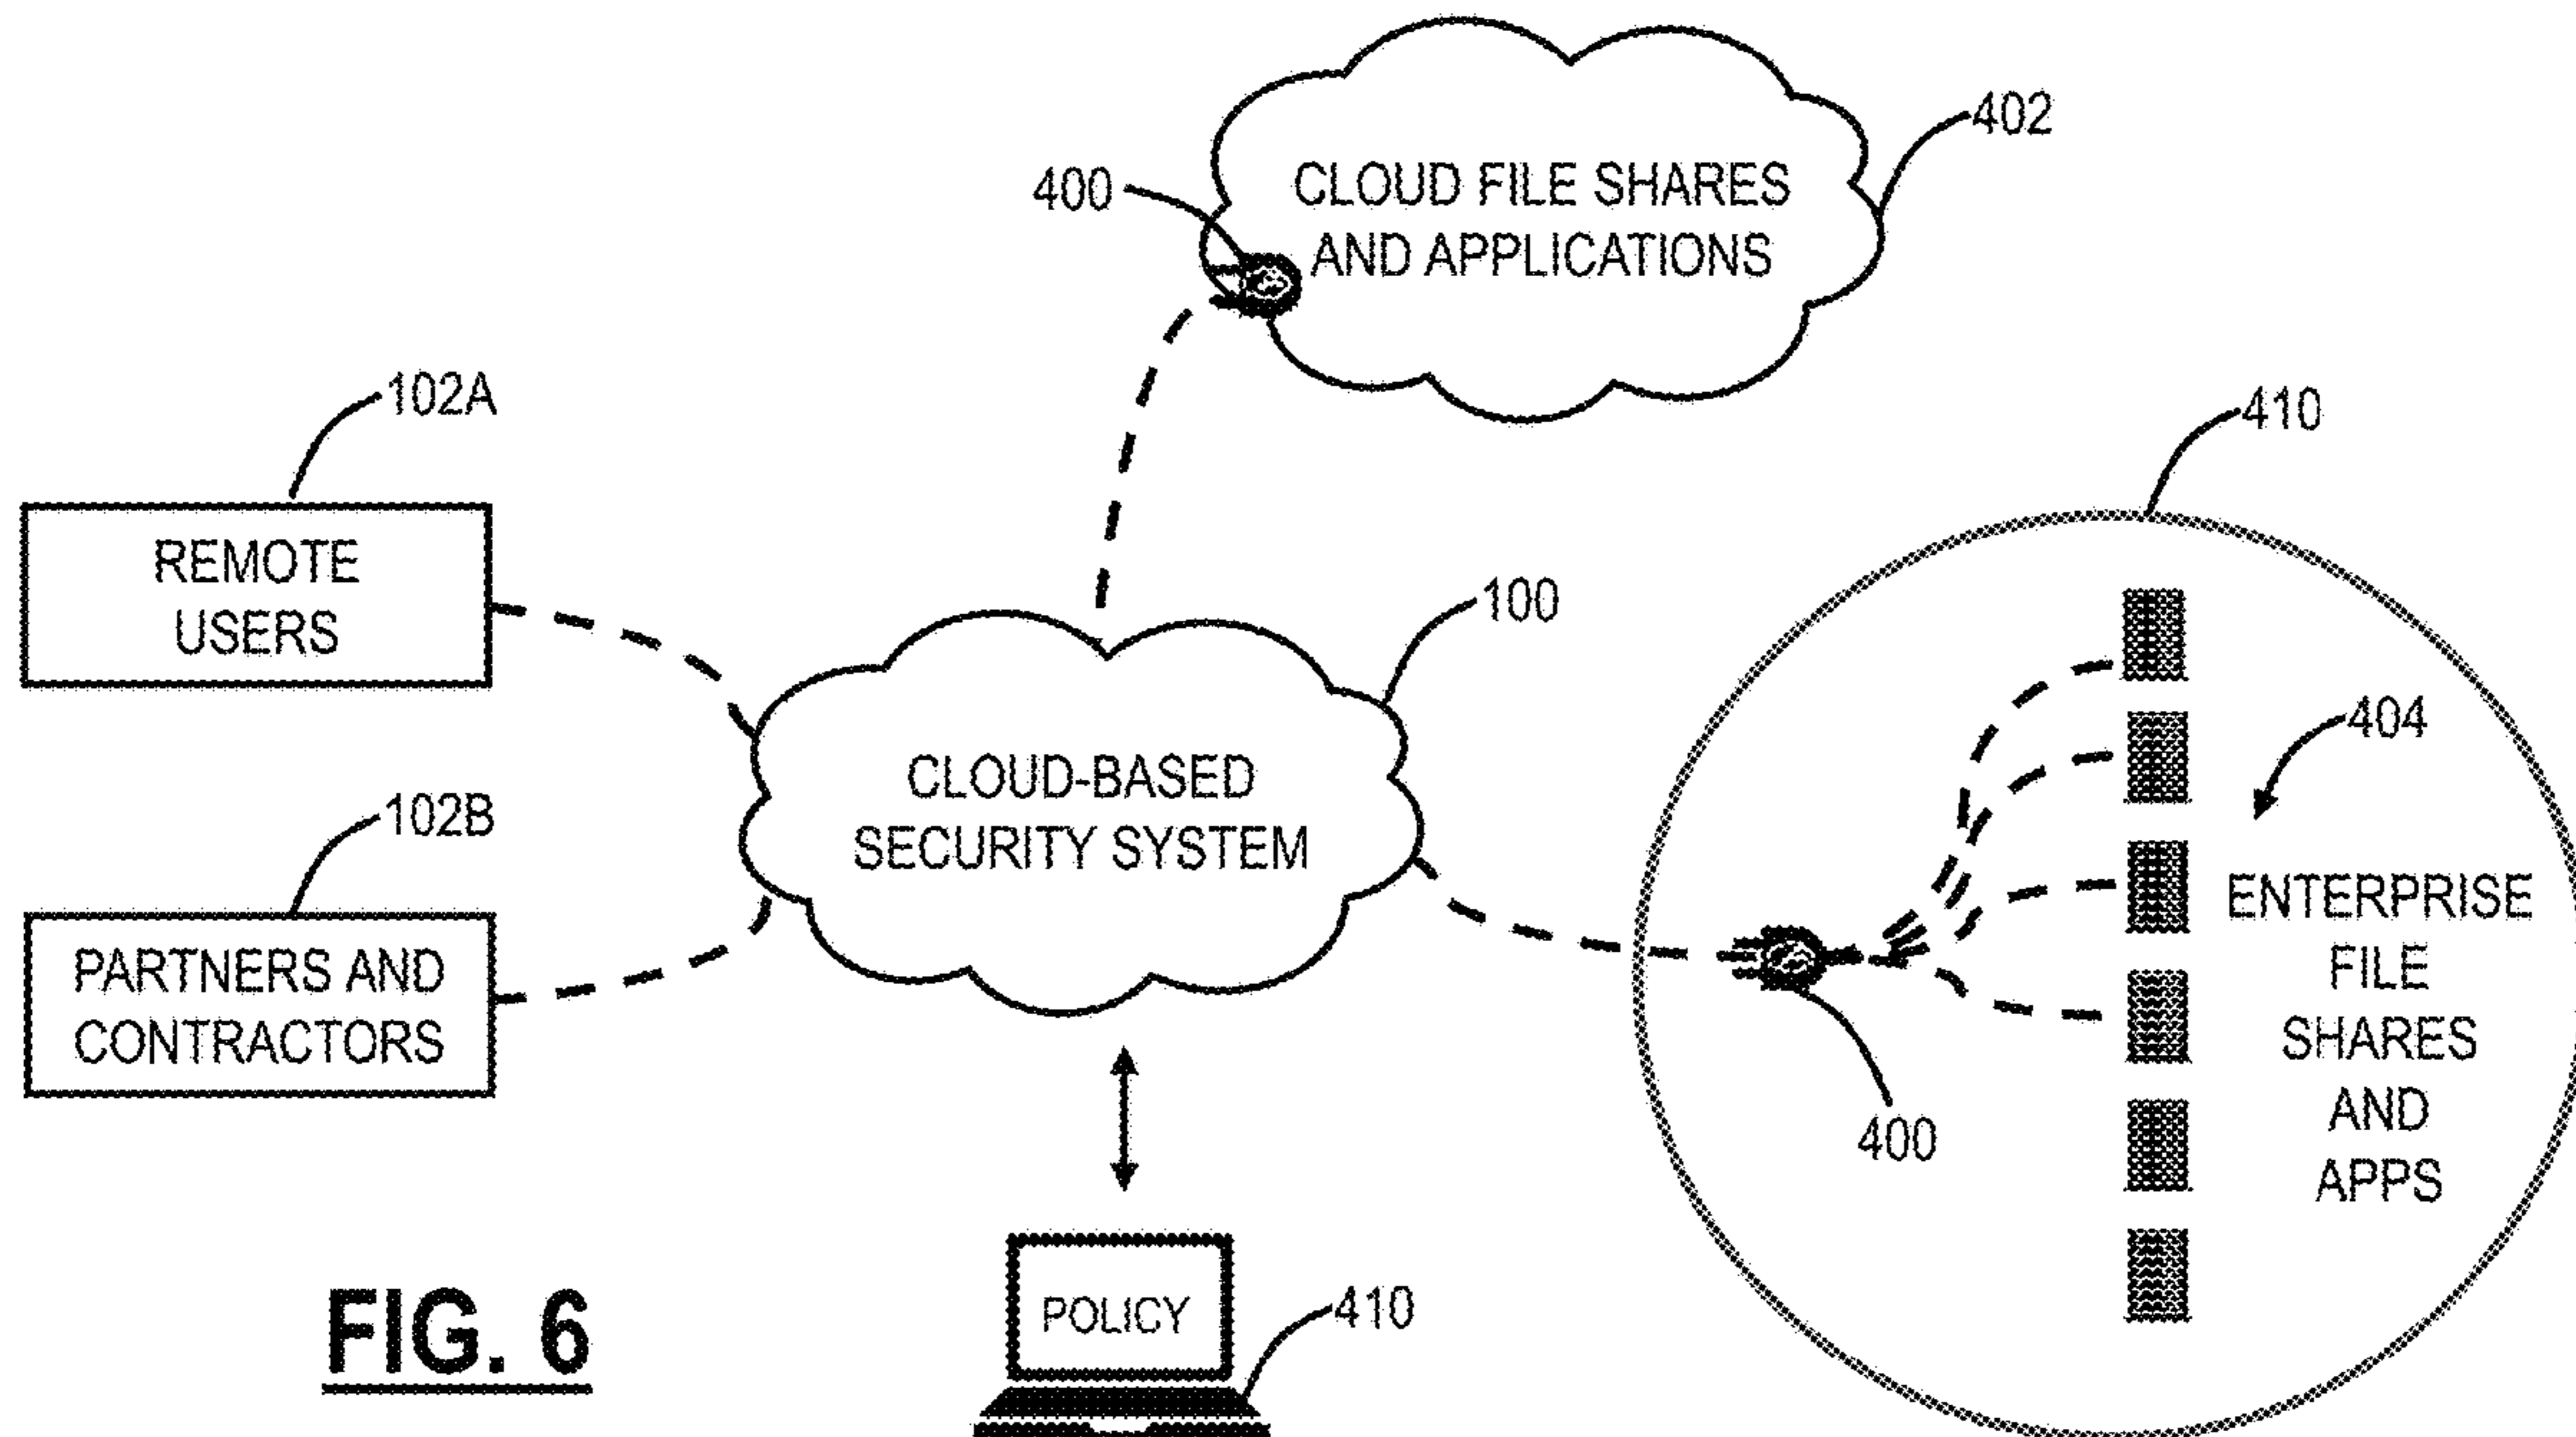 402
400
CLOUD FILE SHARES
AND APPLICATIONS
102A
410
REMOTE
USERS
100
404
CLOUD-BASED
SECURITY SYSTEM
102B
ENTERPRISE
FILE
SHARES
AND
APPS
PARTNERS AND
CONTRACTORS
400
POLICY
410
FIG. 6